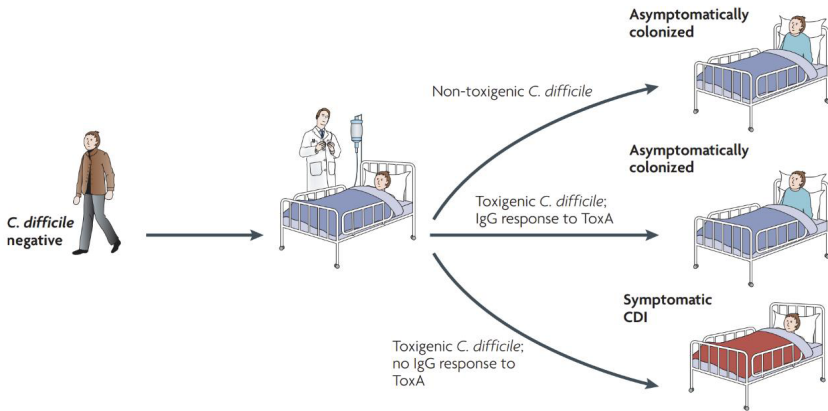 Asymptomatically
colonized
Non-toxigenic C. difficile
Asymptomatically
colonized
Toxigenic C. difficile;
IgG response to ToxA
C. difficile
negative
Symptomatic
CDI
Toxigenic C. difficile;
no IgG response to
ToxA